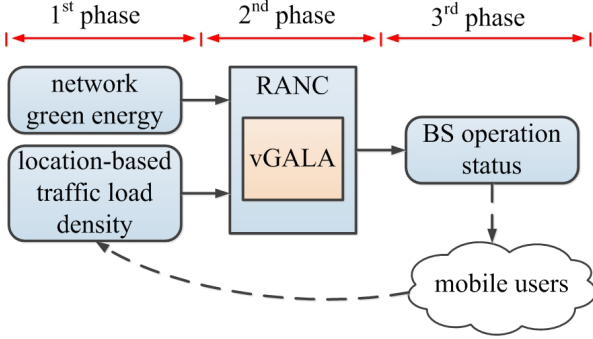 1st phase
2nd phase
3rd phase
network
green energy
location-based
traffic load
density
RANC
vGALA
BS operation
status
mobile users